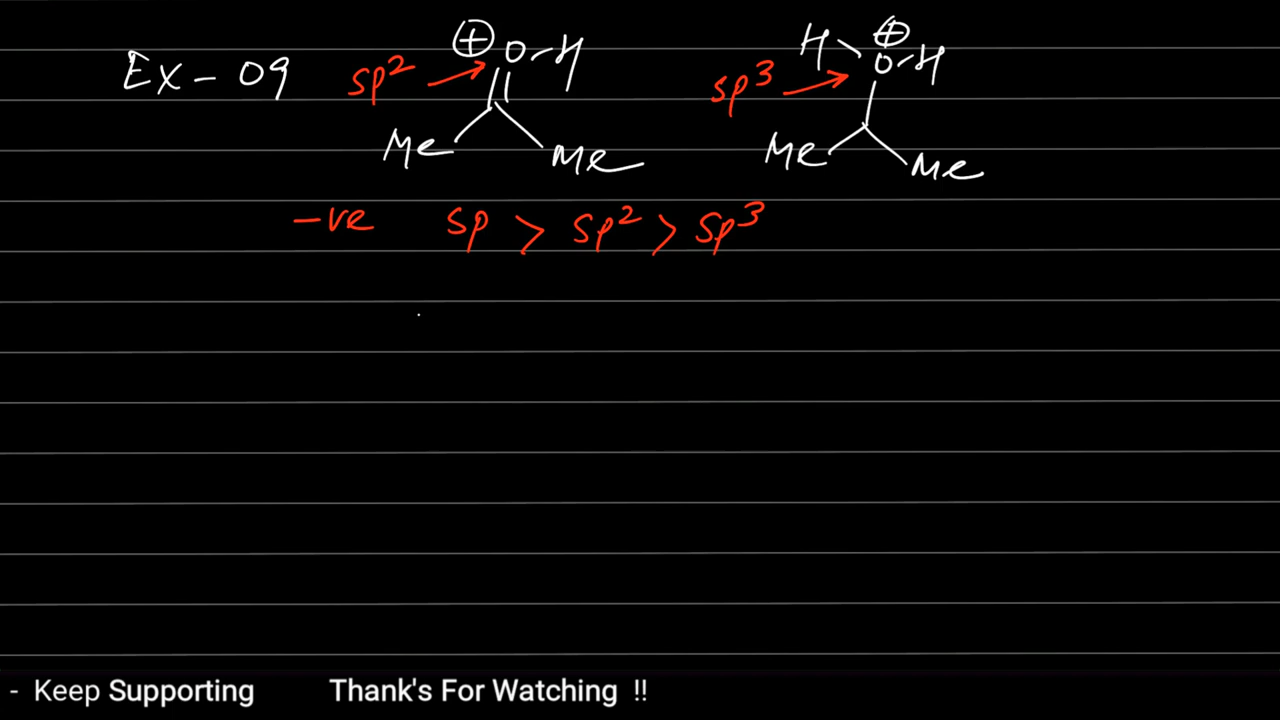 ⊕ O-H H ⊕
Ex - 09 sp² → sp³ → O-H
Me Me Me Me
-ve sp > sp² > sp³
- Keep Supporting Thank's For Watching !!